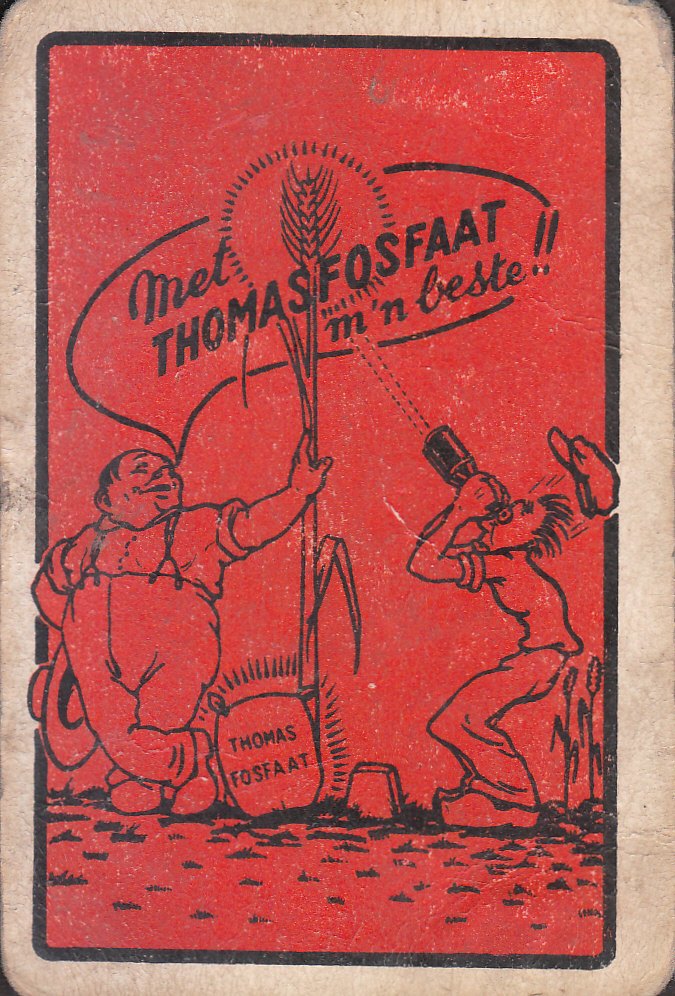 Met
THOMASFOSFAAT
m'n beste!!
THOMAS
FOSFAAT